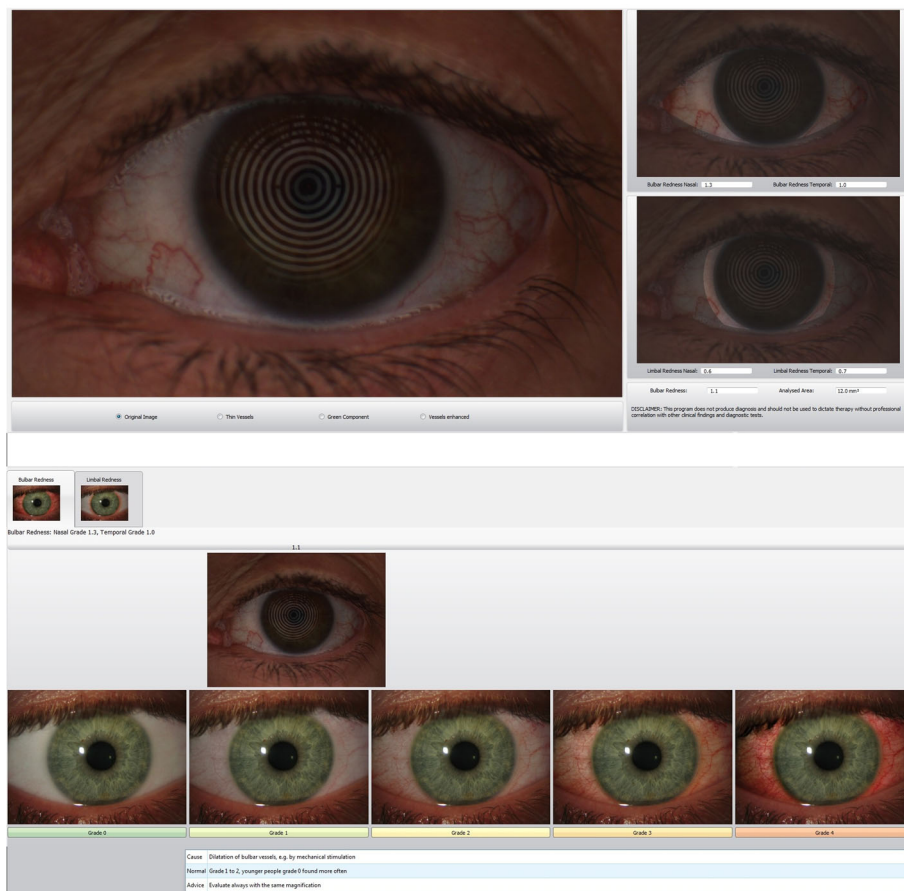 Bulbar Redness Nasal: 1.3 Bulbar Redness Temporal: 1.0
Limbal Redness Nasal: 0.6 Limbal Redness Temporal: 0.7
Bulbar Redness: 1.1 Analysed Area: 12.0 mm²
Original Image Thin Vessels Green Component Vessels enhanced
DISCLAIMER: This program does not produce diagnosis and should not be used to dictate therapy without professional
correlation with other clinical findings and diagnostic tests.
Bulbar Redness Limbal Redness
Bulbar Redness: Nasal Grade 1.3, Temporal Grade 1.0
1.1
Grade 0 Grade 1 Grade 2 Grade 3 Grade 4
Cause Dilatation of bulbar vessels, e.g. by mechanical stimulation
Normal Grade 1 to 2, younger people grade 0 found more often
Advice Evaluate always with the same magnification